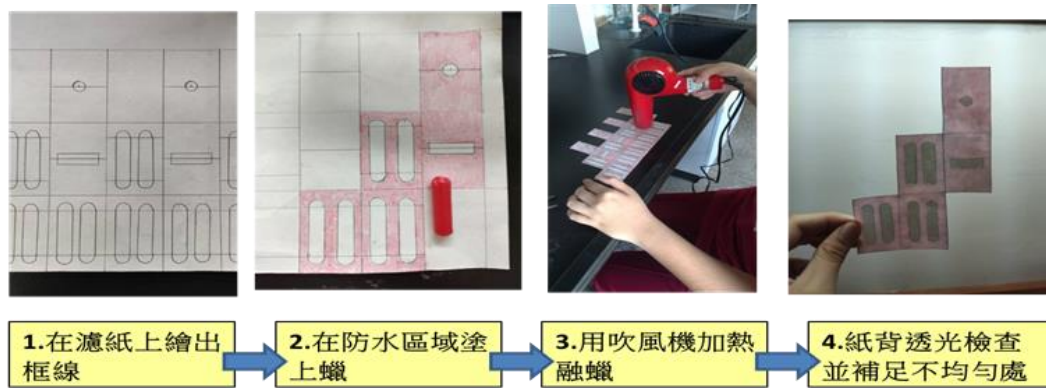 1.在濾紙上繪出
框線
2.在防水區域塗
上蠟
3.用吹風機加熱
融蠟
4.紙背透光檢查
並補足不均勻處